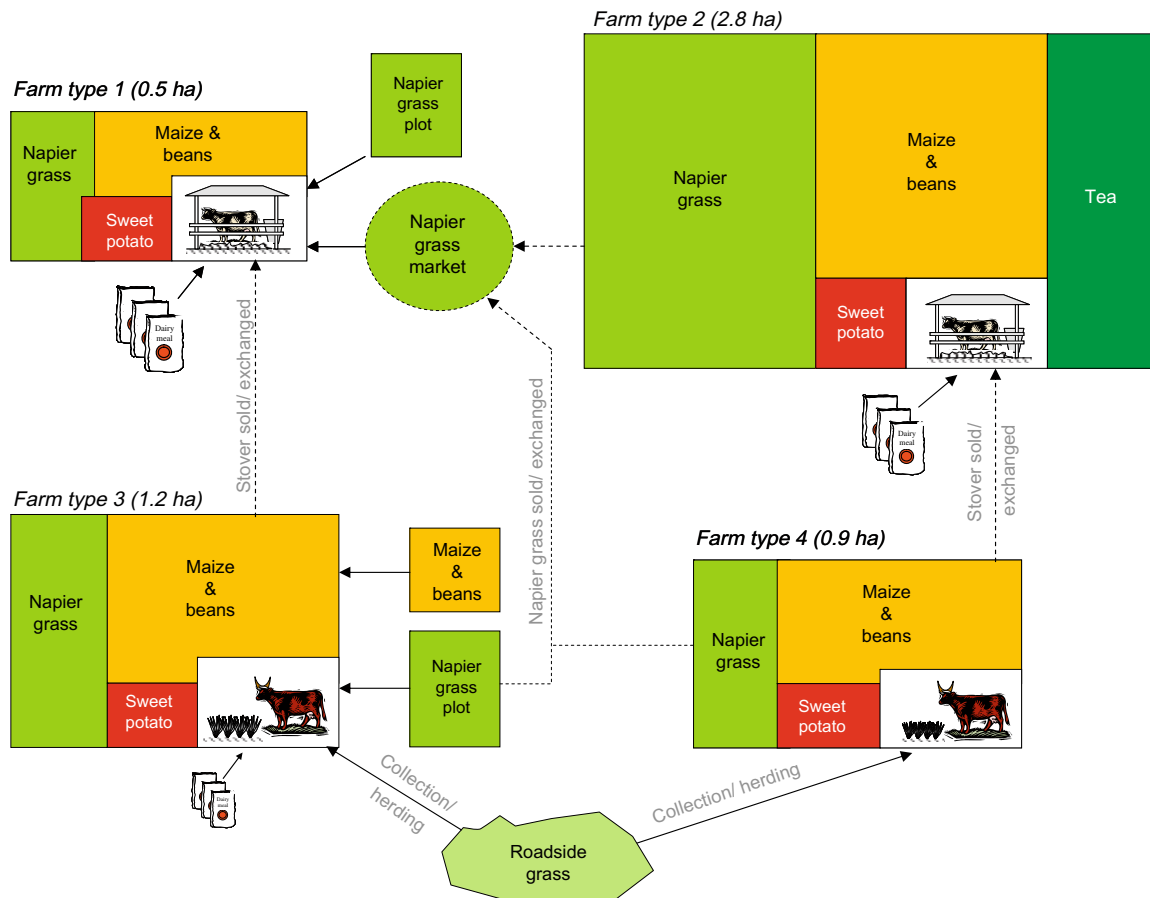 Farm type 2 (2.8 ha)
Farm type 1 (0.5 ha)
Napier
grass
plot
Napier
grass
Maize &
beans
Sweet
potato
Napier
grass
market
Dairy
meal
Napier
grass
Maize
&
beans
Tea
Sweet
potato
Dairy
meal
Stover sold/ exchanged
Napier grass sold/ exchanged
Stover sold/
exchanged
Farm type 3 (1.2 ha)
Napier
grass
Maize
&
beans
Sweet
potato
Maize
&
beans
Napier
grass
plot
Dairy
meal
Farm type 4 (0.9 ha)
Napier
grass
Maize
&
beans
Sweet
potato
Collection/
herding
Collection/ herding
Roadside
grass